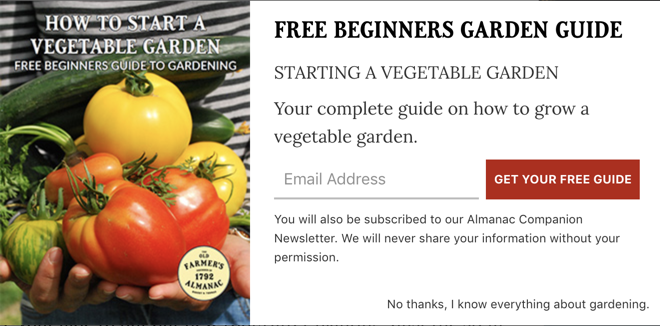 HOW TO START A
VEGETABLE GARDEN
FREE BEGINNERS GUIDE TO GARDENING
THE
OLD
FARMER'S
1792
ALMANAC
FREE BEGINNERS GARDEN GUIDE
STARTING A VEGETABLE GARDEN
Your complete guide on how to grow a
vegetable garden.
Email Address
GET YOUR FREE GUIDE
You will also be subscribed to our Almanac Companion
Newsletter. We will never share your information without your
permission.
No thanks, I know everything about gardening.